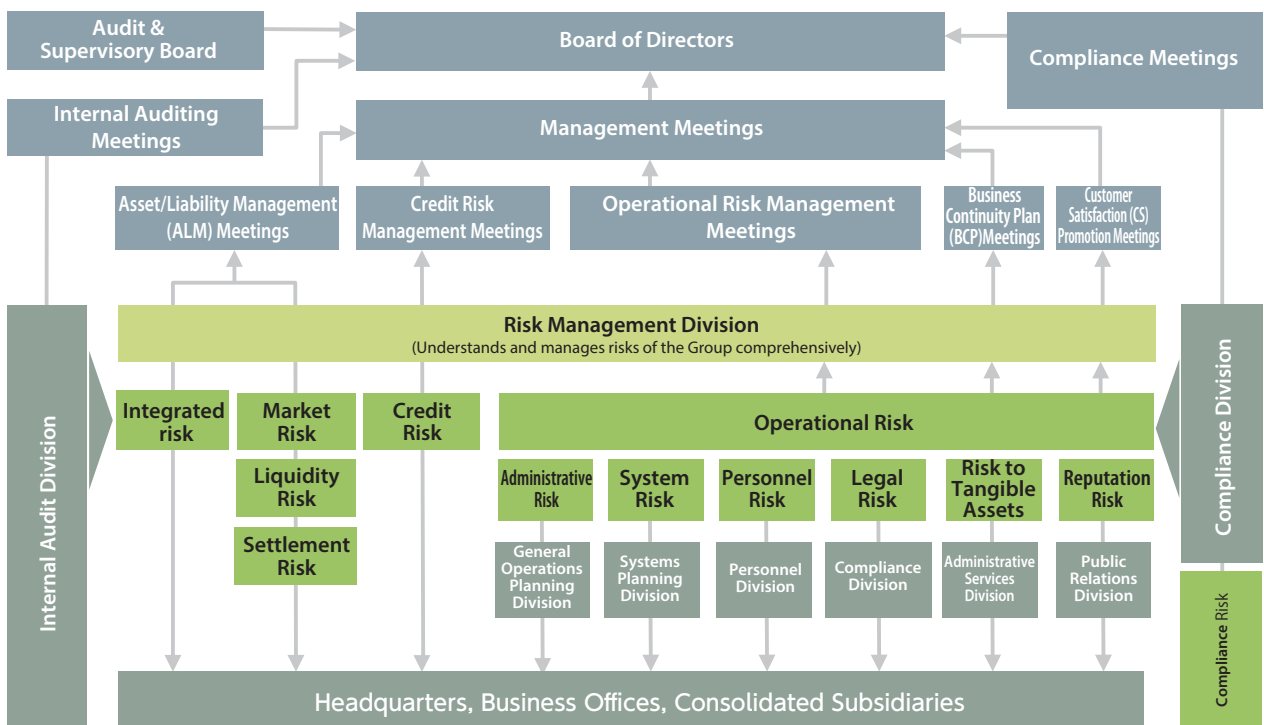 Audit &
Supervisory Board
Board of Directors
Compliance Meetings
Internal Auditing
Meetings
Management Meetings
Asset/Liability Management
(ALM) Meetings
Credit Risk
Management Meetings
Operational Risk Management
Meetings
Business
Continuity Plan
(BCP)Meetings
Customer
Satisfaction (CS)
Promotion Meetings
Risk Management Division
(Understands and manages risks of the Group comprehensively)
Internal Audit Division
Compliance Division
Integrated
risk
Market
Risk
Credit
Risk
Operational Risk
Liquidity
Risk
Settlement
Risk
Administrative
Risk
System
Risk
Personnel
Risk
Legal
Risk
Risk to
Tangible
Assets
Reputation
Risk
General
Operations
Planning
Division
Systems
Planning
Division
Personnel
Division
Compliance
Division
Administrative
Services
Division
Public
Relations
Division
Compliance Risk
Headquarters, Business Offices, Consolidated Subsidiaries